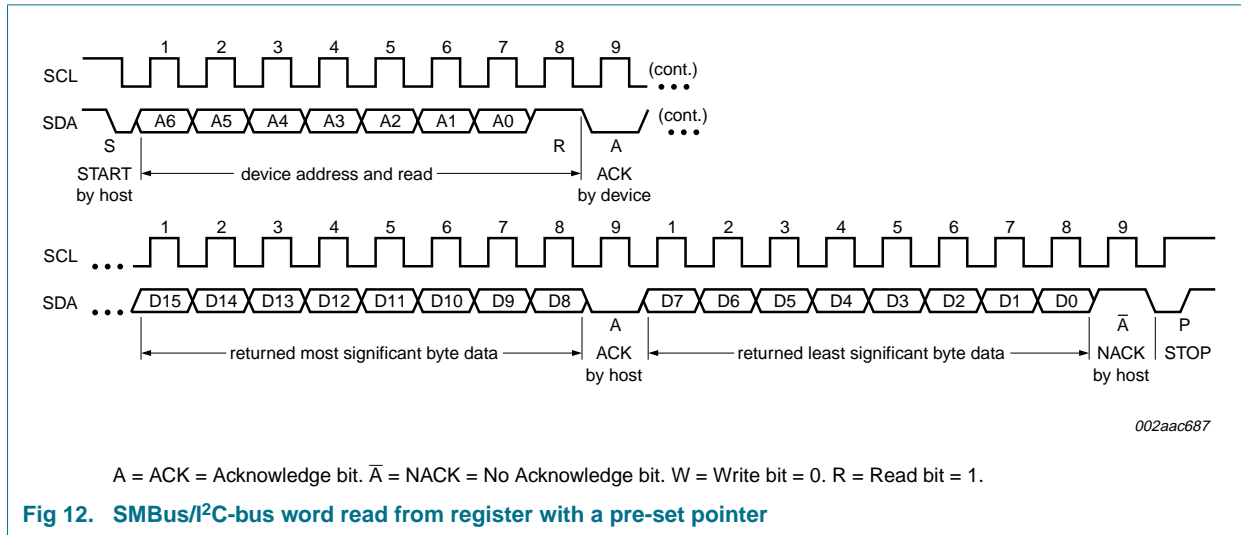 1 2 3 4 5 6 7 8 9
SCL (cont.)
SDA A6 A5 A4 A3 A2 A1 A0 (cont.)
S R A
START device address and read ACK
by host by device
1 2 3 4 5 6 7 8 9 1 2 3 4 5 6 7 8 9
SCL
SDA D15 D14 D13 D12 D11 D10 D9 D8 D7 D6 D5 D4 D3 D2 D1 D0
A A̅ P
returned most significant byte data ACK returned least significant byte data NACK STOP
by host by host
002aac687
A = ACK = Acknowledge bit. A̅ = NACK = No Acknowledge bit. W = Write bit = 0. R = Read bit = 1.
Fig 12. SMBus/I²C-bus word read from register with a pre-set pointer